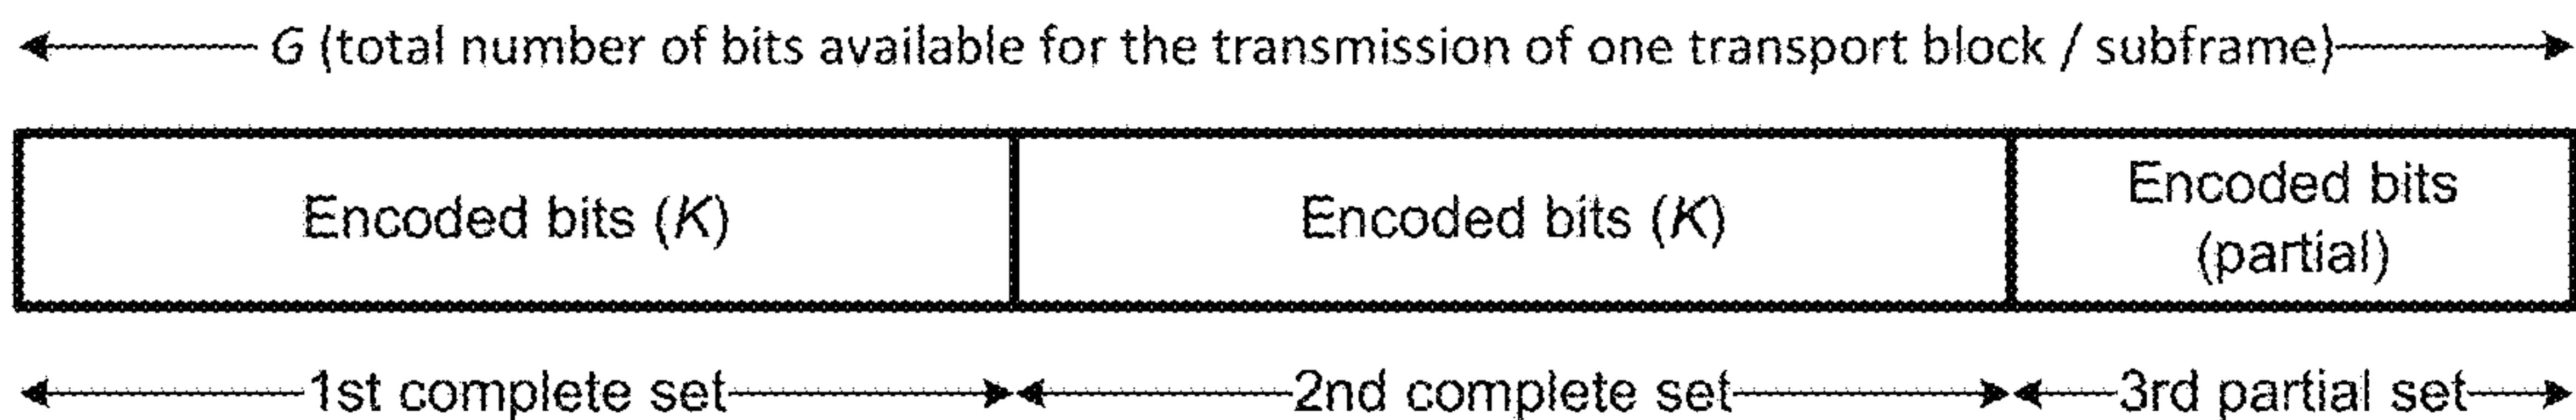 G (total number of bits available for the transmission of one transport block / subframe)
Encoded bits (K)
Encoded bits (K)
Encoded bits
(partial)
1st complete set
2nd complete set
3rd partial set